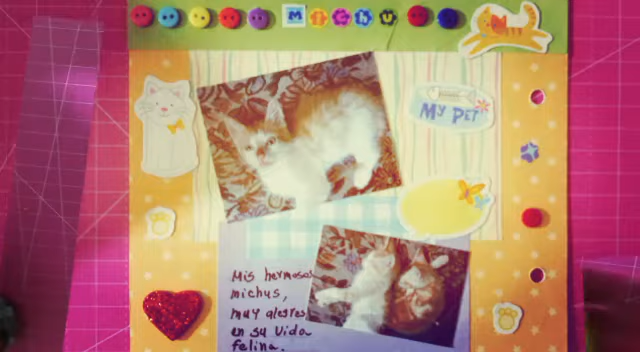 MICHU
MY PET
Mis hermosos
michus,
muy alegres
en su vida
felina.